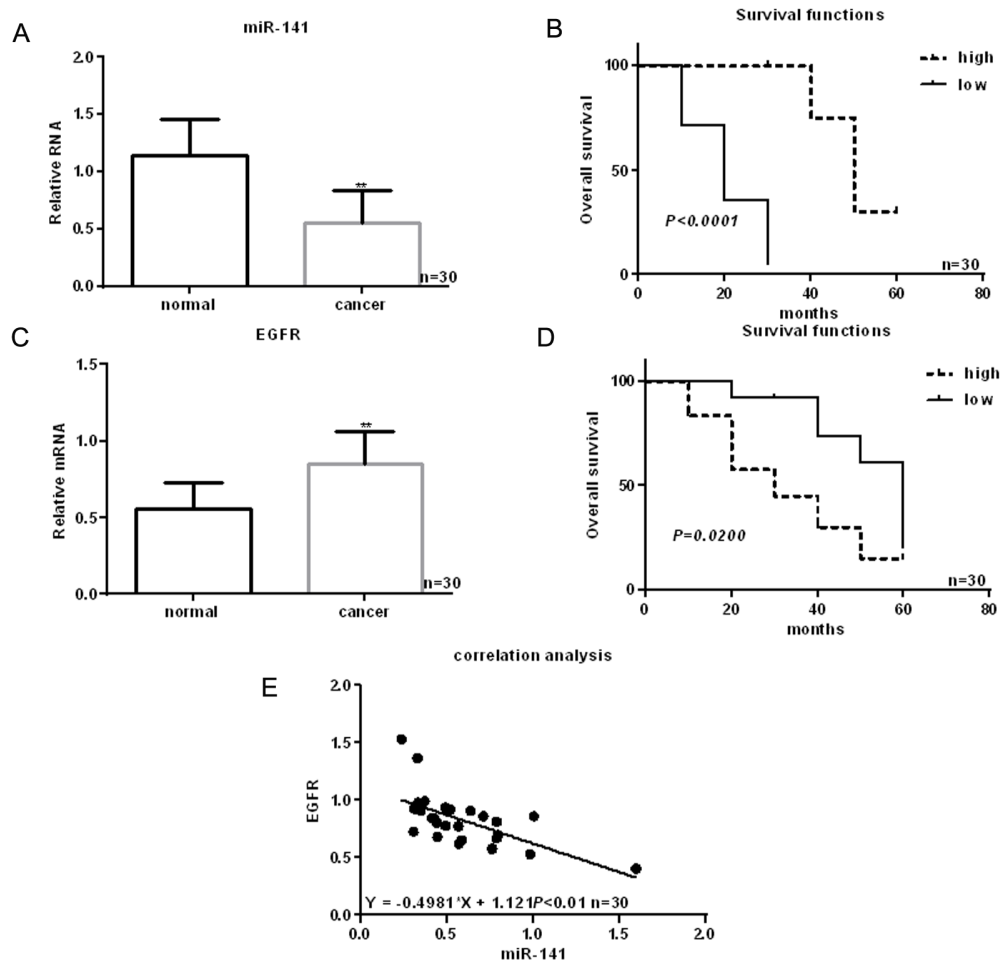 A
miR-141
Relative RNA
2.0
1.5
1.0
0.5
0.0
**
n=30
normal cancer
B
Survival functions
high
low
Overall survival
100
50
0
P<0.0001
n=30
0 20 40 60 80
months
C
EGFR
Relative mRNA
1.5
1.0
0.5
0.0
**
n=30
normal cancer
D
Survival functions
high
low
Overall survival
100
50
0
P=0.0200
n=30
0 20 40 60 80
months
E
correlation analysis
EGFR
2.0
1.5
1.0
0.5
0.0
Y = -0.4981*X + 1.121P<0.01 n=30
0.0 0.5 1.0 1.5 2.0
miR-141